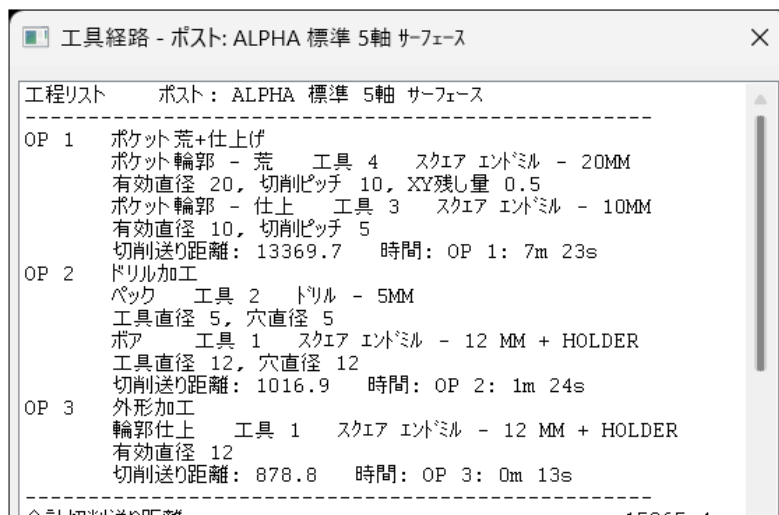 工具経路 - ポスト: ALPHA 標準 5軸 ｻｰﾌｪｰｽ
工程リスト ポスト: ALPHA 標準 5軸 ｻｰﾌｪｰｽ
-----------------------------------------------------
OP 1 ﾎﾟｹｯﾄ荒+仕上げ
ﾎﾟｹｯﾄ輪郭 - 荒 工具 4 ｽｸｴｱ ｴﾝﾄﾞﾐﾙ - 20MM
有効直径 20, 切削ﾋﾟｯﾁ 10, XY残し量 0.5
ﾎﾟｹｯﾄ輪郭 - 仕上 工具 3 ｽｸｴｱ ｴﾝﾄﾞﾐﾙ - 10MM
有効直径 10, 切削ﾋﾟｯﾁ 5
切削送り距離: 13369.7 時間: OP 1: 7m 23s
OP 2 ﾄﾞﾘﾙ加工
ﾍﾟｯｸ 工具 2 ﾄﾞﾘﾙ - 5MM
工具直径 5, 穴直径 5
ﾎﾞｱ 工具 1 ｽｸｴｱ ｴﾝﾄﾞﾐﾙ - 12 MM + HOLDER
工具直径 12, 穴直径 12
切削送り距離: 1016.9 時間: OP 2: 1m 24s
OP 3 外形加工
輪郭仕上 工具 1 ｽｸｴｱ ｴﾝﾄﾞﾐﾙ - 12 MM + HOLDER
有効直径 12
切削送り距離: 878.8 時間: OP 3: 0m 13s
-----------------------------------------------------